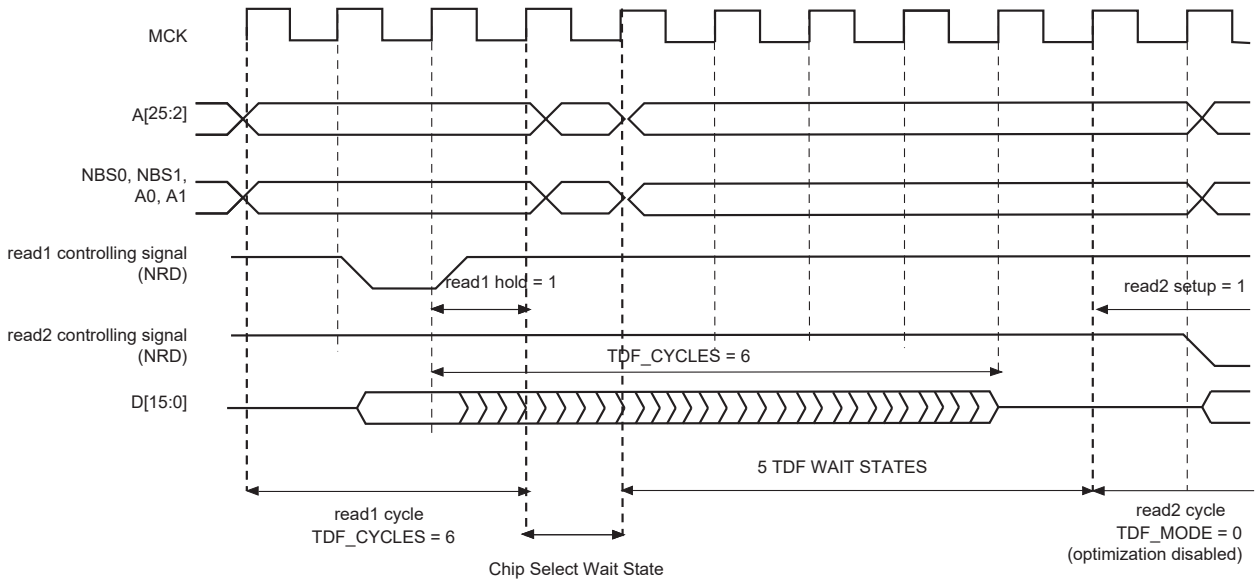 MCK
A[25:2]
NBS0, NBS1,
A0, A1
read1 controlling signal
(NRD)
read1 hold = 1
read2 setup = 1
read2 controlling signal
(NRD)
TDF_CYCLES = 6
D[15:0]
5 TDF WAIT STATES
read1 cycle
TDF_CYCLES = 6
read2 cycle
TDF_MODE = 0
(optimization disabled)
Chip Select Wait State